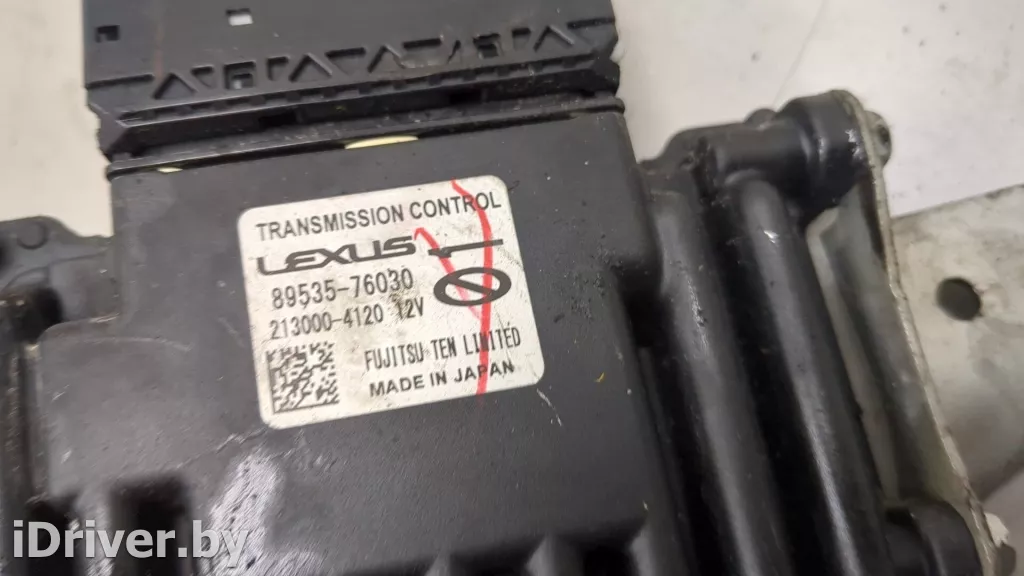 TRANSMISSION CONTROL
LEXUS
89535-76030
213000-4120 12V
FUJITSU TEN LIMITED
MADE IN JAPAN
iDriver.by